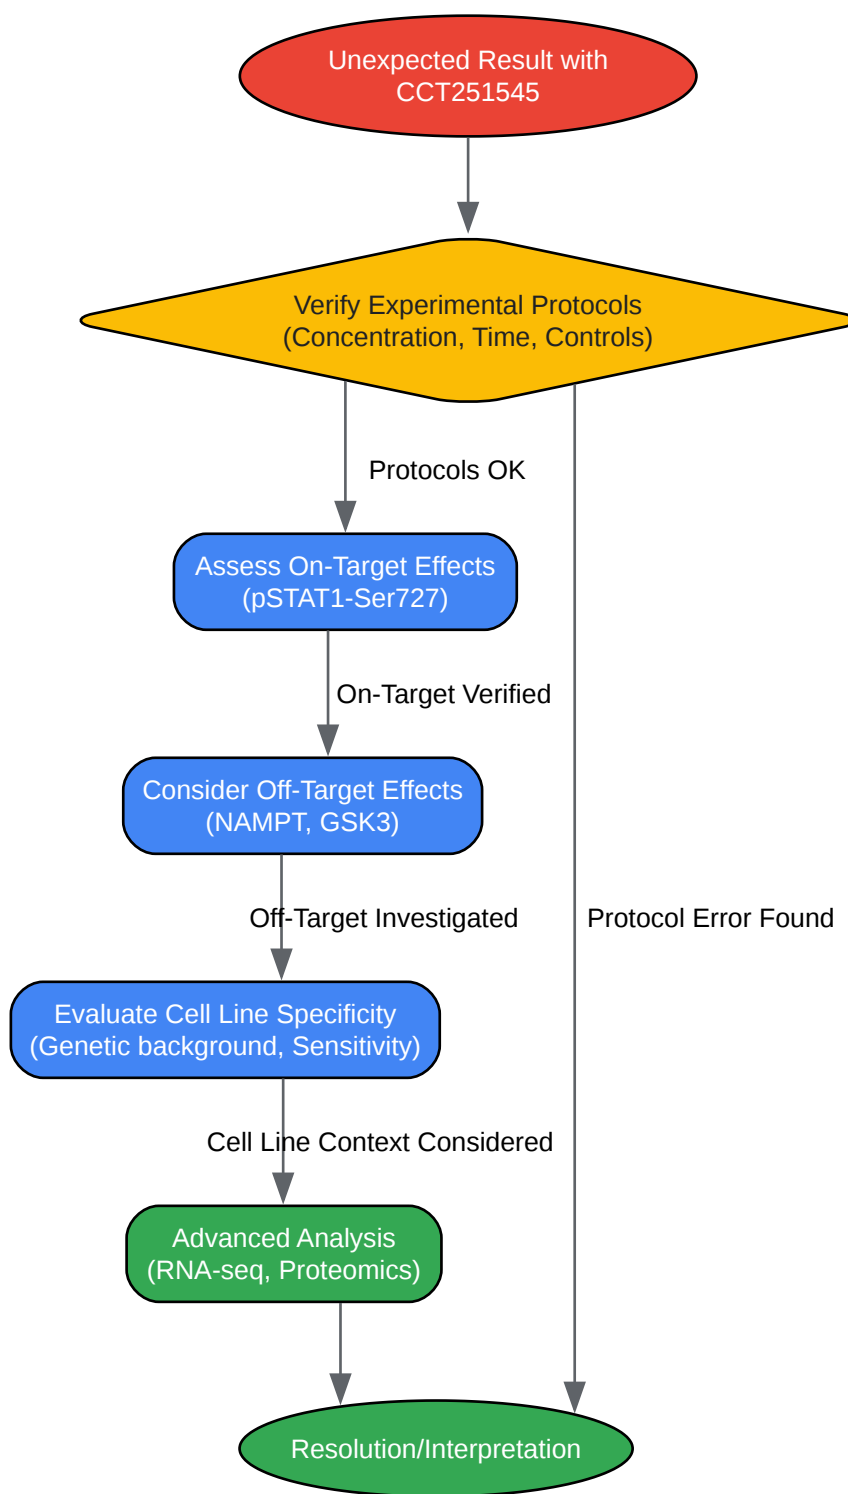 Unexpected Result with
CCT251545
Verify Experimental Protocols
(Concentration, Time, Controls)
Protocols OK
Assess On-Target Effects
(pSTAT1-Ser727)
On-Target Verified
Consider Off-Target Effects
(NAMPT, GSK3)
Off-Target Investigated
Protocol Error Found
Evaluate Cell Line Specificity
(Genetic background, Sensitivity)
Cell Line Context Considered
Advanced Analysis
(RNA-seq, Proteomics)
Resolution/Interpretation